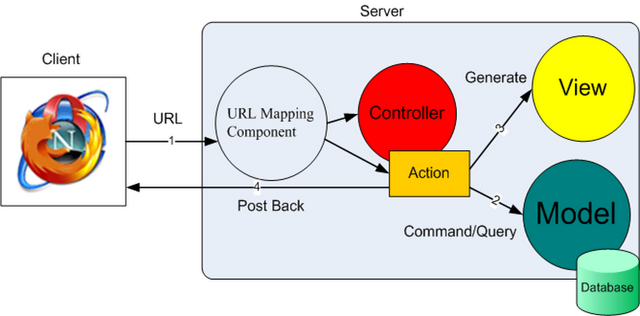 Server
Client
URL
1
N
URL Mapping
Component
Controller
Action
Generate
3
View
2
Model
Command/Query
4
Post Back
Database